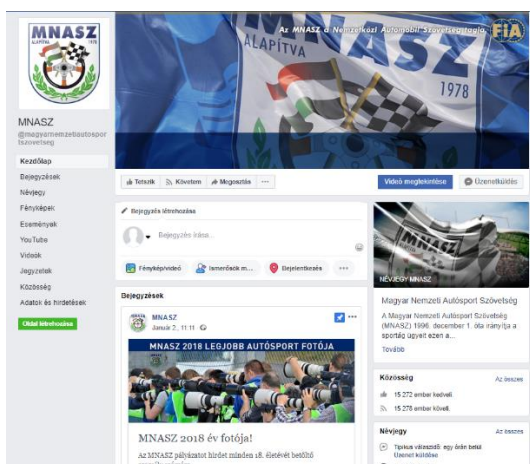 MNASZ
ALAPÍTVA
1978
Az MNASZ a Nemzetközi Automobil Szövetség tagja.
FiA
MNASZ
ALAPÍTVA
1978
MNASZ
@magyarnemzetiautospor
tszovetseg
Kezdőlap
Bejegyzések
Névjegy
Fényképek
Események
YouTube
Videók
Jegyzetek
Közösség
Adatok és hirdetések
Oldal létrehozása
Tetszik
Követem
Megosztás
Videó megtekintése
Üzenetküldés
Bejegyzés létrehozása
Bejegyzés írása...
Fénykép/videó
Ismerősök m...
Bejelentkezés
Bejegyzések
MNASZ
Január 2., 11:11
MNASZ 2018 LEGJOBB AUTÓSPORT FOTÓJA
MNASZ 2018 év fotója!
Az MNASZ pályázatot hirdet minden 18. életévét betöltő
MNASZ
NÉVJEGY MNASZ
Magyar Nemzeti Autósport Szövetség
A Magyar Nemzeti Autósport Szövetség
(MNASZ) 1996. december 1. óta irányítja a
sportág ügyeit ezen a...
Tovább
Közösség
Az összes
15 272 ember kedveli
15 278 ember követi
Névjegy
Az összes
Tipikus válaszidő: egy órán belül
Üzenet küldése